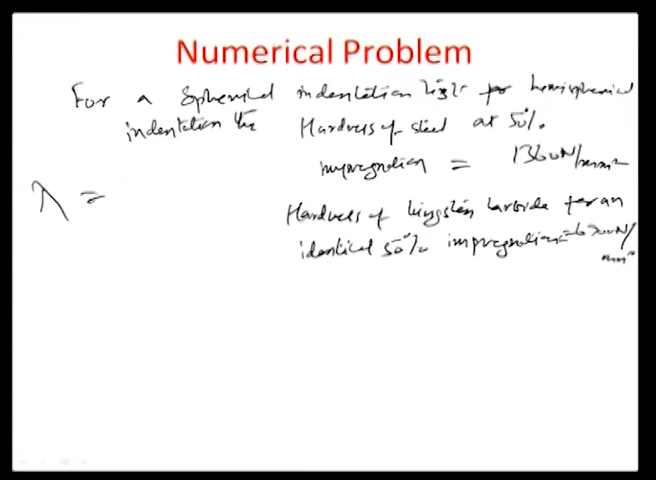 Numerical Problem
For a Spherical indentation for hemispherical
indentation the Hardness of steel at 50%
impregnation = 1360N/mm²
λ =
Hardness of tungsten carbide for an
identical 50% impregnation = 6900N/
mm²